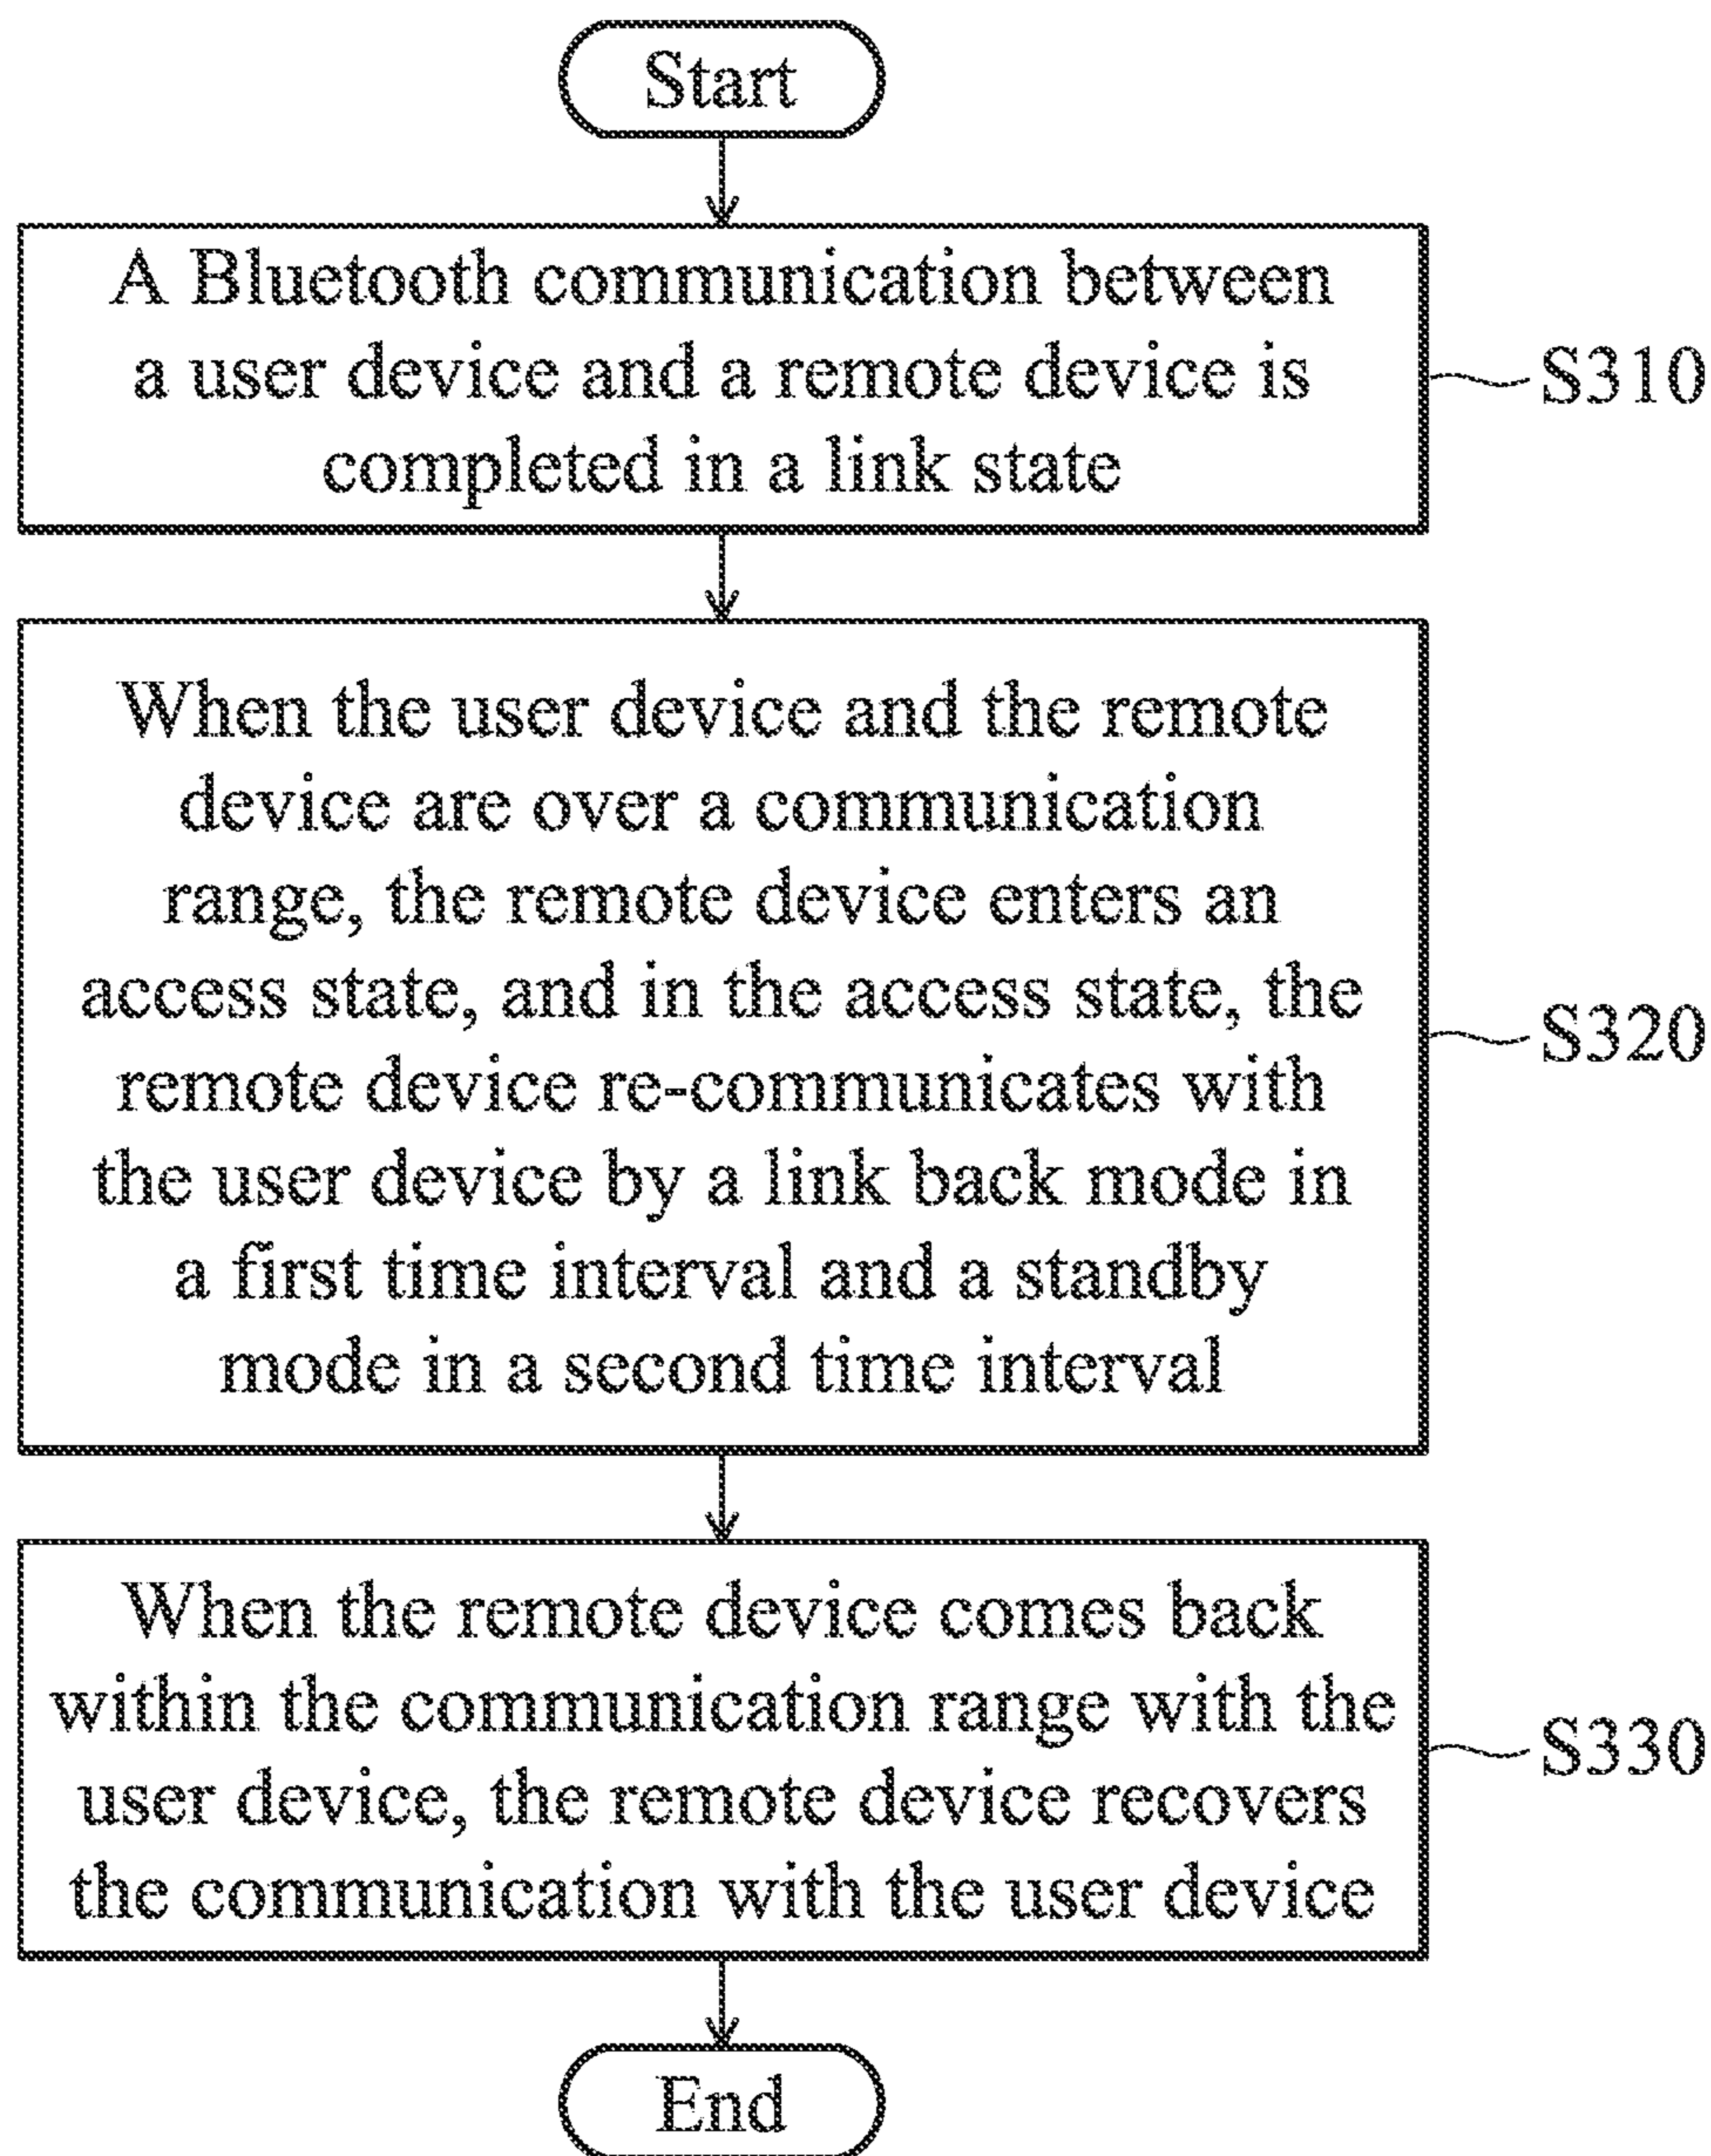 Start
A Bluetooth communication between
a user device and a remote device is
completed in a link state
S310
When the user device and the remote
device are over a communication
range, the remote device enters an
access state, and in the access state, the
remote device re-communicates with
the user device by a link back mode in
a first time interval and a standby
mode in a second time interval
S320
When the remote device comes back
within the communication range with the
user device, the remote device recovers
the communication with the user device
S330
End